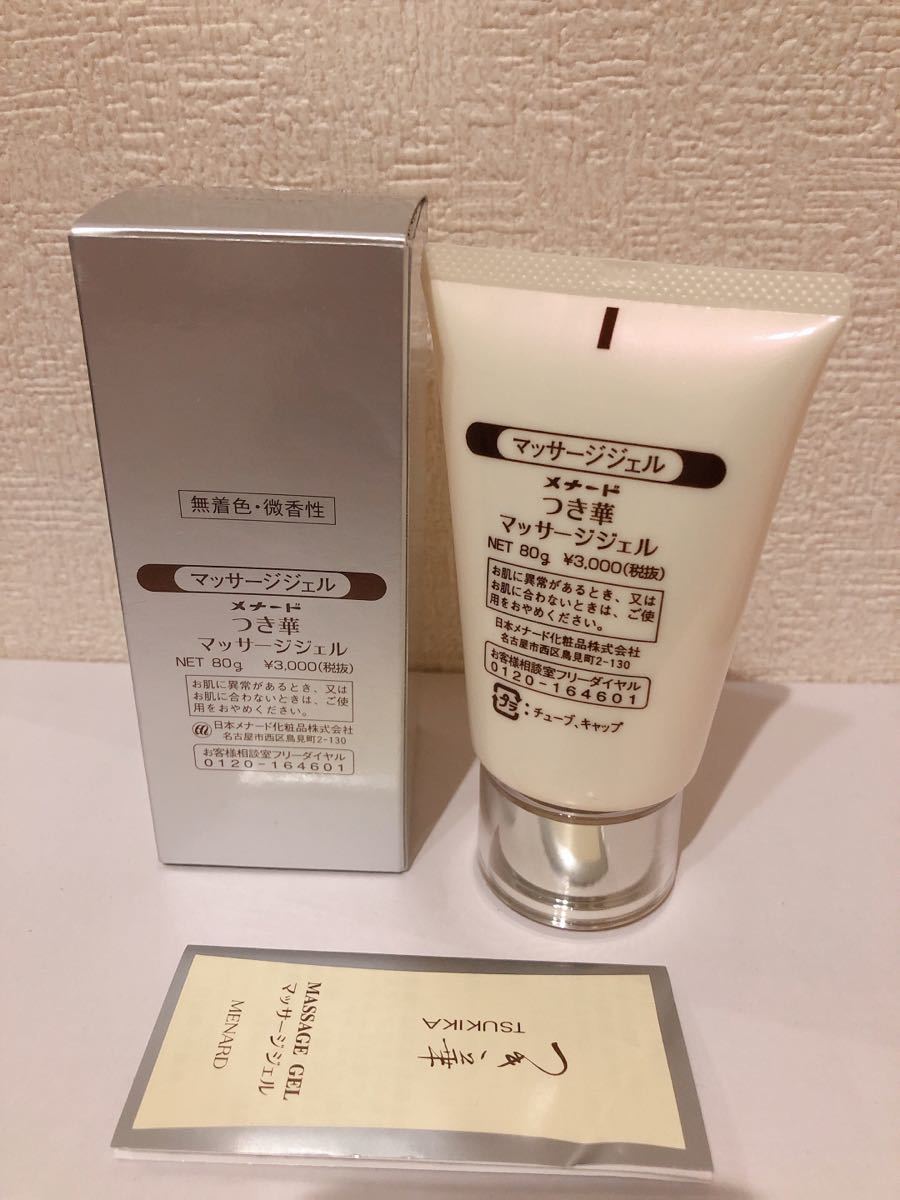 無着色・微香性
マッサージジェル
メナード
つき華
マッサージジェル
NET 80g ¥3,000(税抜)
お肌に異常があるとき、又は
お肌に合わないときは、ご使
用をおやめください。
日本メナード化粧品株式会社
名古屋市西区鳥見町2-130
お客様相談室フリーダイヤル
0120-164601
マッサージジェル
メナード
つき華
マッサージジェル
NET 80g ¥3,000(税抜)
お肌に異常があるとき、又は
お肌に合わないときは、ご使
用をおやめください。
日本メナード化粧品株式会社
名古屋市西区鳥見町2-130
お客様相談室フリーダイヤル
0120-164601
プラ:チューブ、キャップ
つき華
TSUKIKA
MASSAGE GEL
マッサージジェル
MENARD